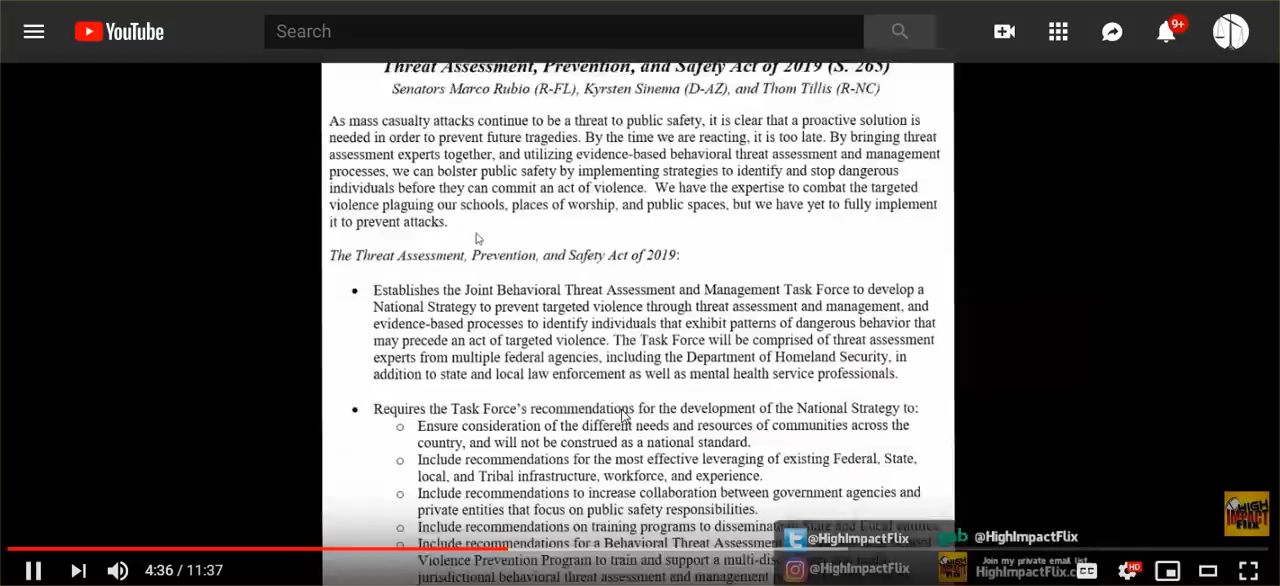 YouTube
Search
9+
Threat Assessment, Prevention, and Safety Act of 2019 (S. 265)
Senators Marco Rubio (R-FL), Kyrsten Sinema (D-AZ), and Thom Tillis (R-NC)
As mass casualty attacks continue to be a threat to public safety, it is clear that a proactive solution is
needed in order to prevent future tragedies. By the time we are reacting, it is too late. By bringing threat
assessment experts together, and utilizing evidence-based behavioral threat assessment and management
processes, we can bolster public safety by implementing strategies to identify and stop dangerous
individuals before they can commit an act of violence. We have the expertise to combat the targeted
violence plaguing our schools, places of worship, and public spaces, but we have yet to fully implement
it to prevent attacks.
The Threat Assessment, Prevention, and Safety Act of 2019:
• Establishes the Joint Behavioral Threat Assessment and Management Task Force to develop a
National Strategy to prevent targeted violence through threat assessment and management, and
evidence-based processes to identify individuals that exhibit patterns of dangerous behavior that
may precede an act of targeted violence. The Task Force will be comprised of threat assessment
experts from multiple federal agencies, including the Department of Homeland Security, in
addition to state and local law enforcement as well as mental health service professionals.
• Requires the Task Force's recommendations for the development of the National Strategy to:
○ Ensure consideration of the different needs and resources of communities across the
country, and will not be construed as a national standard.
○ Include recommendations for the most effective leveraging of existing Federal, State,
local, and Tribal infrastructure, workforce, and experience.
○ Include recommendations to increase collaboration between government agencies and
private entities that focus on public safety responsibilities.
○ Include recommendations on training programs to disseminate to State and Local entities.
○ Include recommendations for a Behavioral Threat Assessment
Violence Prevention Program to train and support a multi-
jurisdictional behavioral threat assessment and management
@HighImpactFlix
gab @HighImpactFlix
@HighImpactFlix
Join my private email list
HighImpactFlix.c
HIGH
IMPACT
FLIX
4:36 / 11:37
CC
HD